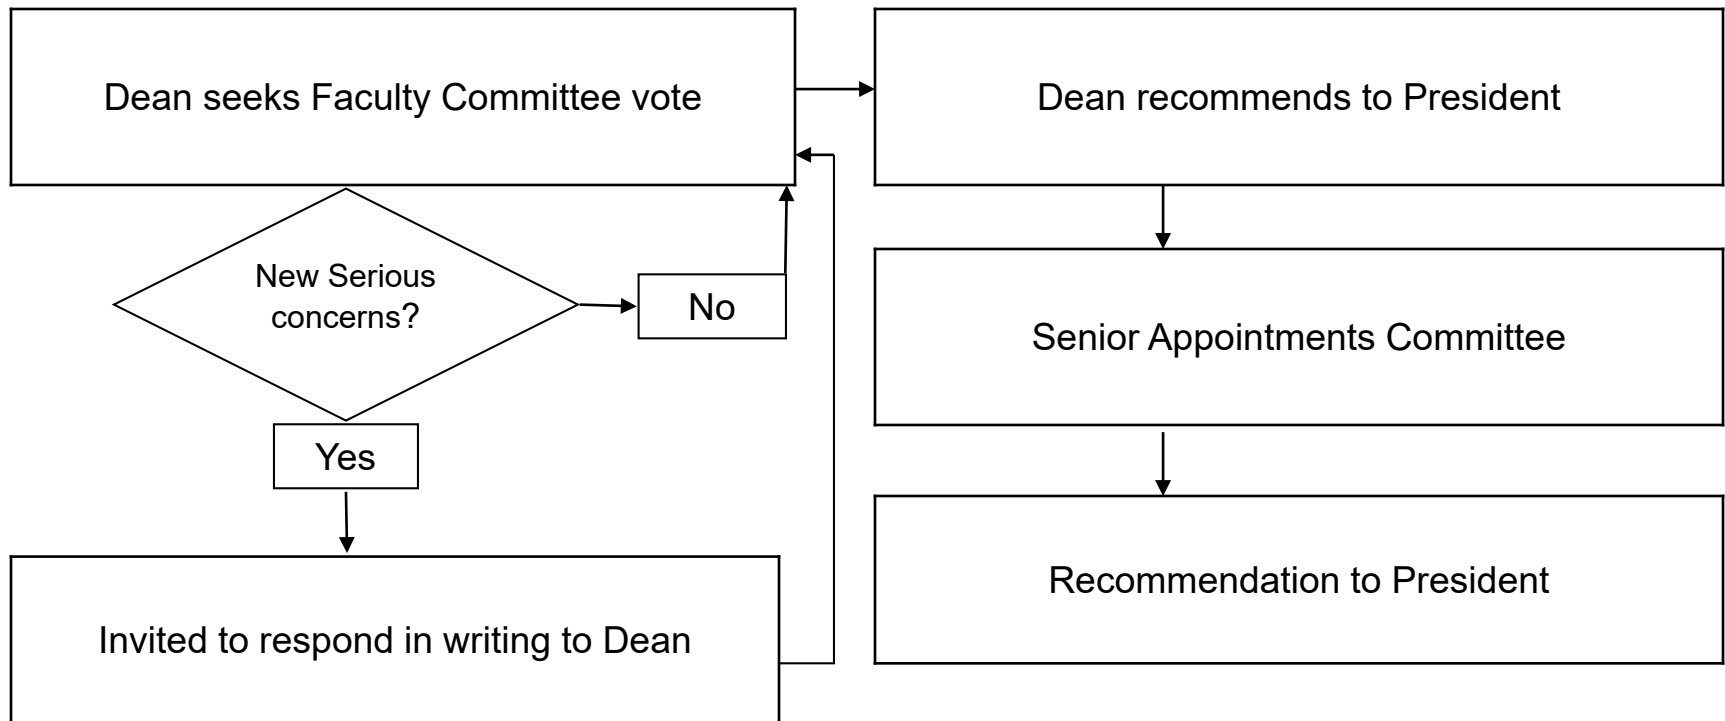 Dean seeks Faculty Committee vote
Dean recommends to President
New Serious
concerns?
No
Senior Appointments Committee
Yes
Recommendation to President
Invited to respond in writing to Dean